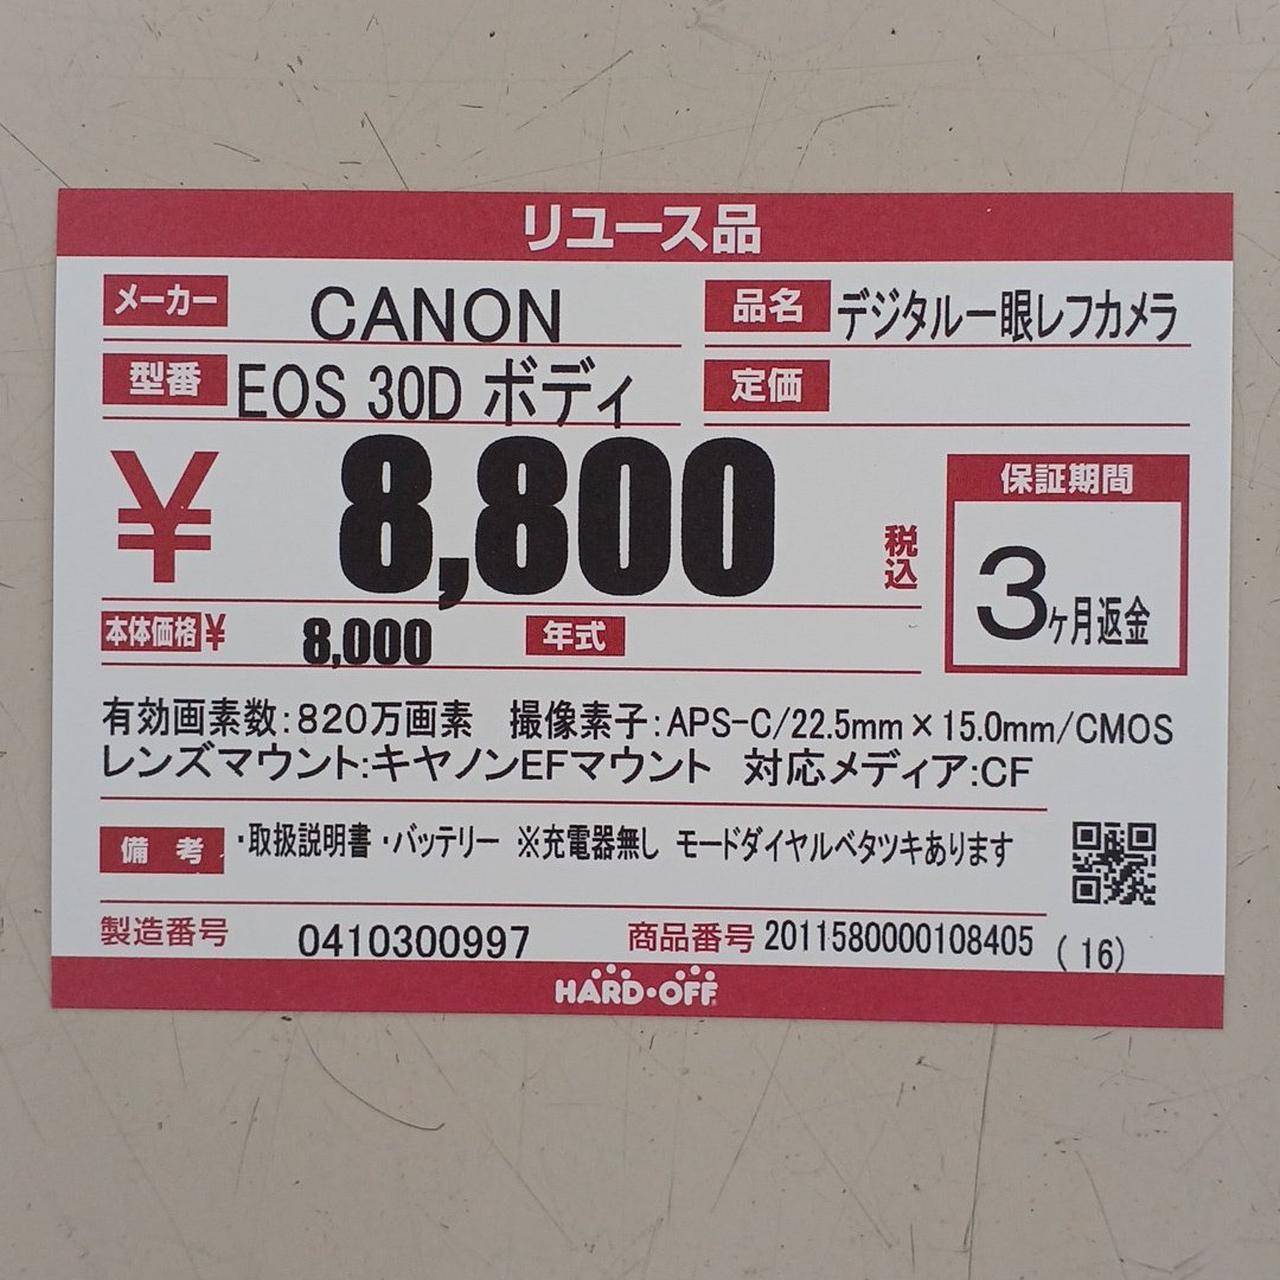 リユース品
メーカー CANON 品名 デジタル一眼レフカメラ
型番 EOS 30D ボディ 定価
¥ 8,800 税込
保証期間
3ヶ月返金
本体価格¥ 8,000 年式
有効画素数:820万画素 撮像素子:APS-C/22.5mm×15.0mm/CMOS
レンズマウント:キヤノンEFマウント 対応メディア:CF
備考 ・取扱説明書 ・バッテリー ※充電器無し モードダイヤルベタツキあります
製造番号 0410300997 商品番号 2011580000108405 (16)
HARD・OFF